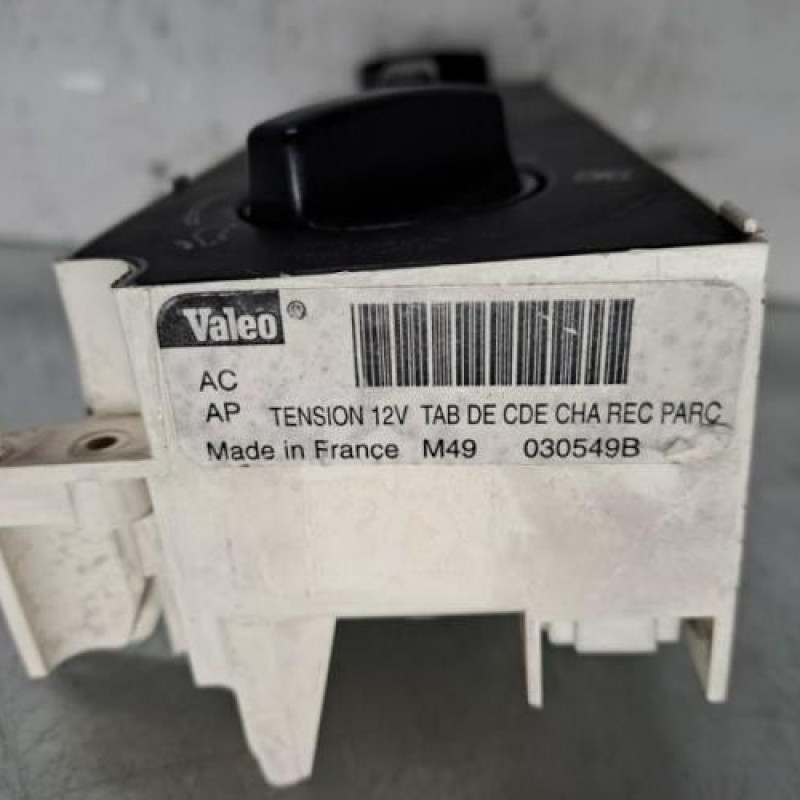 Valeo ®
AC
AP TENSION 12V TAB DE CDE CHA REC PARC
Made in France M49 030549B